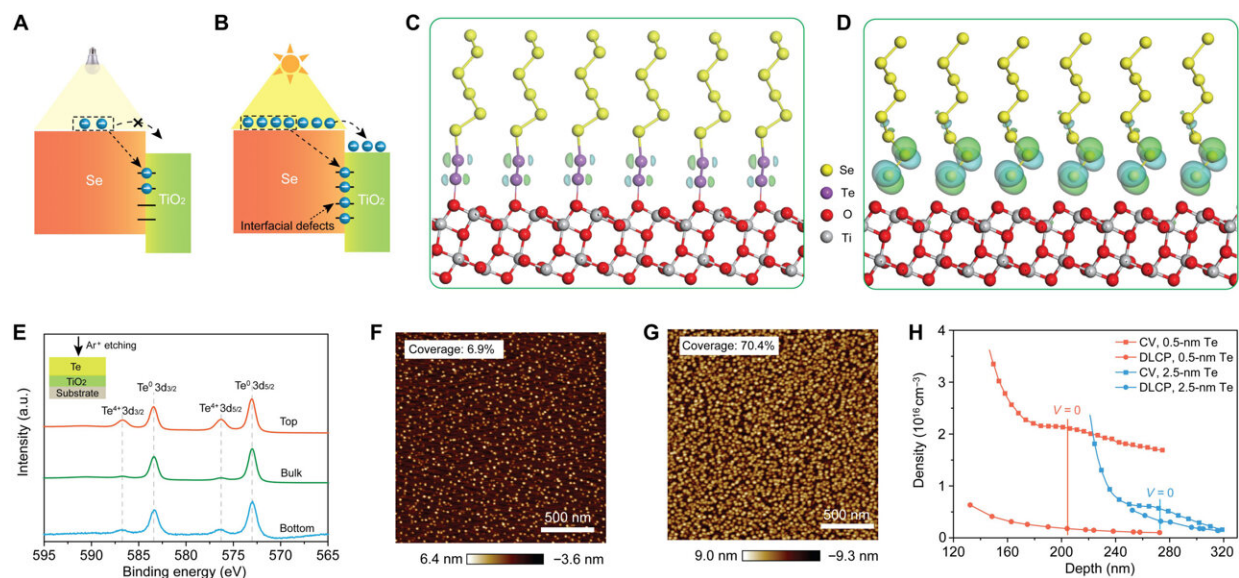 A
Se
TiO₂
B
Se
Interfacial defects
TiO₂
C
Se
Te
O
Ti
D
E
Ar⁺ etching
Te
TiO₂
Substrate
Te⁴⁺3d₃/₂
Te⁰ 3d₃/₂
Te⁴⁺3d₅/₂
Te⁰ 3d₅/₂
Top
Bulk
Bottom
Intensity (a.u.)
595 590 585 580 575 570 565
Binding energy (eV)
F
Coverage: 6.9%
500 nm
6.4 nm −3.6 nm
G
Coverage: 70.4%
500 nm
9.0 nm −9.3 nm
H
CV, 0.5-nm Te
DLCP, 0.5-nm Te
CV, 2.5-nm Te
DLCP, 2.5-nm Te
V = 0
V = 0
Density (10¹⁶ cm⁻³)
4
3
2
1
0
120 160 200 240 280 320
Depth (nm)